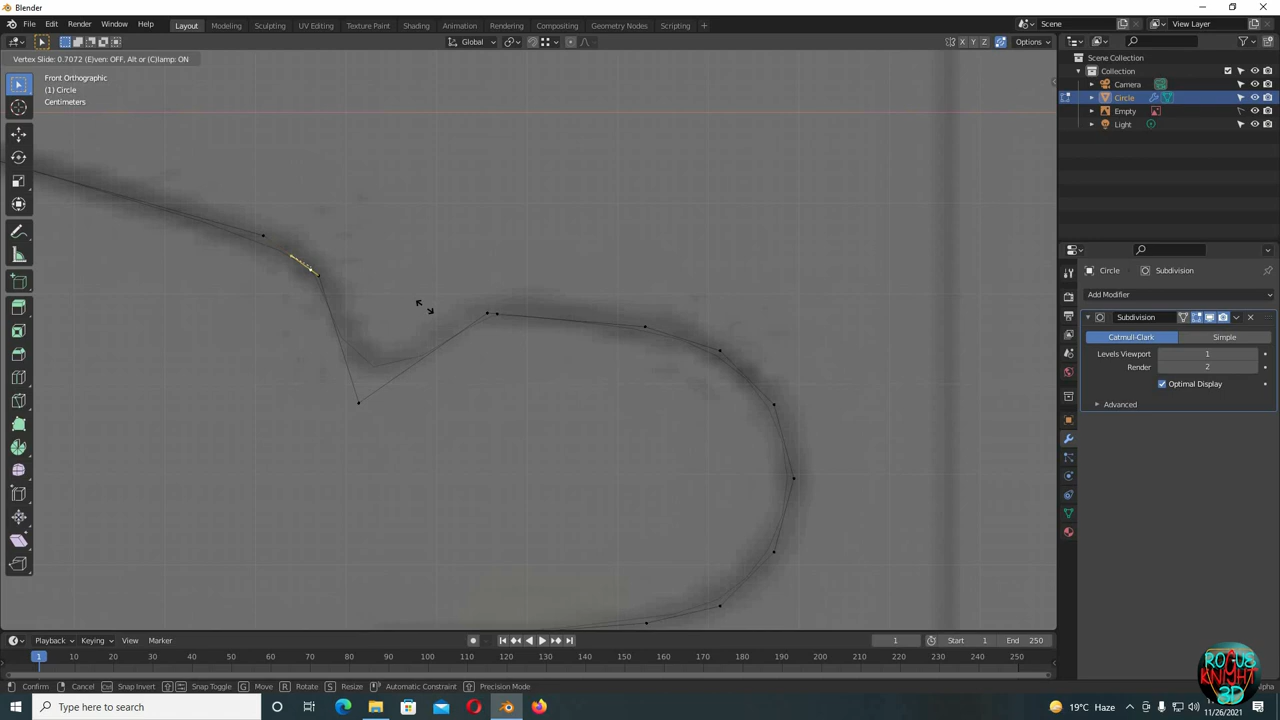 Blender
File Edit Render Window Help
Layout Modeling Sculpting UV Editing Texture Paint Shading Animation Rendering Compositing Geometry Nodes Scripting +
Scene
View Layer
Global
X Y Z
Options
Vertex Slide: 0.7072 (E)ven: OFF, Alt or (C)lamp: ON
Front Orthographic
(1) Circle
Centimeters
Scene Collection
Collection
Camera
Circle
Empty
Light
Circle Subdivision
Add Modifier
Subdivision
Catmull-Clark Simple
Levels Viewport 1
Render 2
Optimal Display
Advanced
Playback Keying View Marker
1
Start 1
End 250
1 10 20 30 40 50 60 70 80 90 100 110 120 130 140 150 160 170 180 190 200 210 220 230 240 250
Confirm Cancel Snap Invert Snap Toggle G Move R Rotate S Resize Automatic Constraint Precision Mode
Type here to search
19°C Haze
11/26/2021
ROGUE
KNIGHT
3D